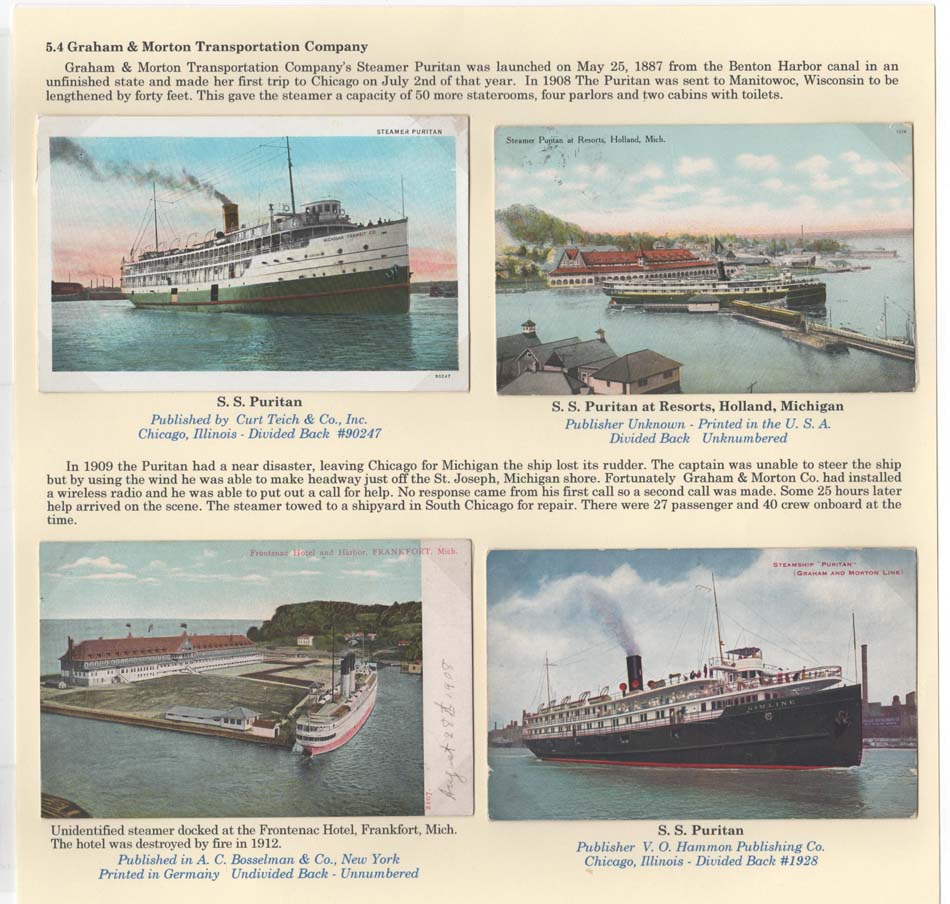 5.4 Graham & Morton Transportation Company
Graham & Morton Transportation Company's Steamer Puritan was launched on May 25, 1887 from the Benton Harbor canal in an
unfinished state and made her first trip to Chicago on July 2nd of that year. In 1908 The Puritan was sent to Manitowoc, Wisconsin to be
lengthened by forty feet. This gave the steamer a capacity of 50 more staterooms, four parlors and two cabins with toilets.
STEAMER PURITAN
MICHIGAN TRANSIT CO.
90247
S. S. Puritan
Published by Curt Teich & Co., Inc.
Chicago, Illinois - Divided Back #90247
Steamer Puritan at Resorts, Holland, Mich.
S. S. Puritan at Resorts, Holland, Michigan
Publisher Unknown - Printed in the U. S. A.
Divided Back Unknumbered
In 1909 the Puritan had a near disaster, leaving Chicago for Michigan the ship lost its rudder. The captain was unable to steer the ship
but by using the wind he was able to make headway just off the St. Joseph, Michigan shore. Fortunately Graham & Morton Co. had installed
a wireless radio and he was able to put out a call for help. No response came from his first call so a second call was made. Some 25 hours later
help arrived on the scene. The steamer towed to a shipyard in South Chicago for repair. There were 27 passenger and 40 crew onboard at the
time.
Frontenac Hotel and Harbor, FRANKFORT, Mich.
August 28th 1908
2107.
Unidentified steamer docked at the Frontenac Hotel, Frankfort, Mich.
The hotel was destroyed by fire in 1912.
Published in A. C. Bosselman & Co., New York
Printed in Germany Undivided Back - Unnumbered
STEAMSHIP "PURITAN"
(GRAHAM AND MORTON LINE)
G&M LINE
S. S. Puritan
Publisher V. O. Hammon Publishing Co.
Chicago, Illinois - Divided Back #1928